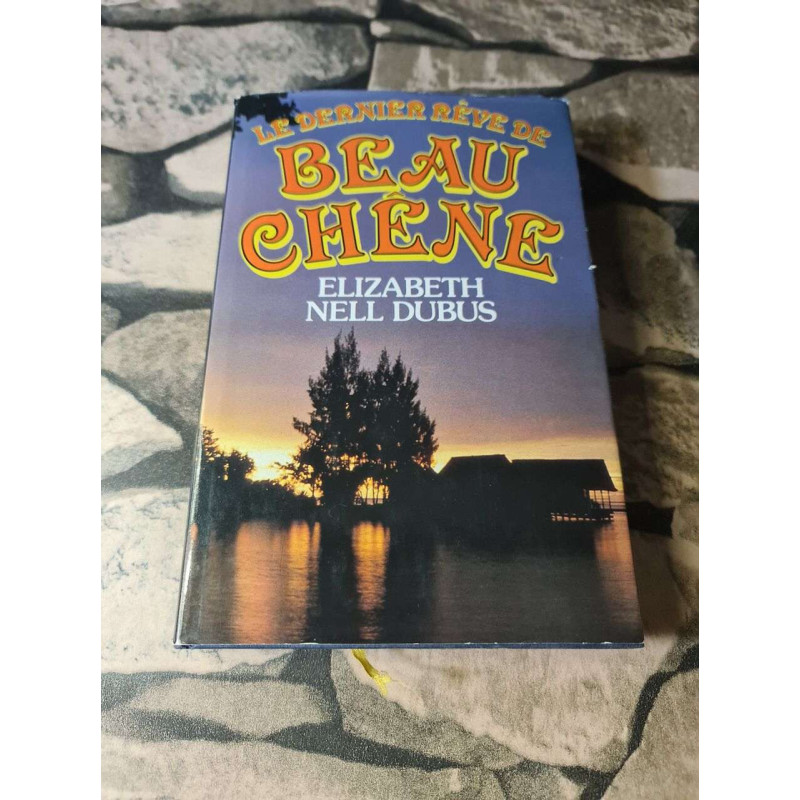 LE DERNIER RÊVE DE
BEAU
CHÊNE
ELIZABETH
NELL DUBUS